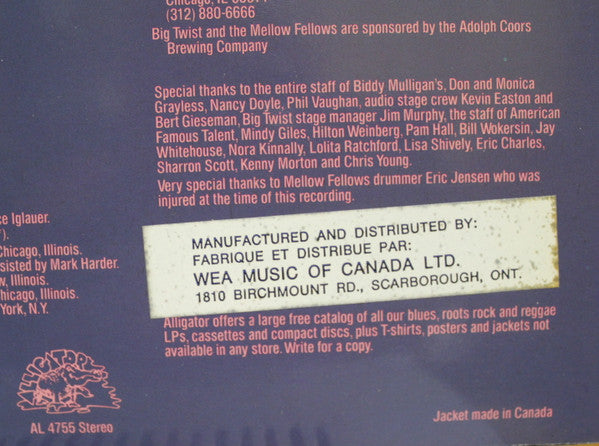 Chicago, IL
(312) 880-6666
Big Twist and the Mellow Fellows are sponsored by the Adolph Coors
Brewing Company
Special thanks to the entire staff of Biddy Mulligan's, Don and Monica
Grayless, Nancy Doyle, Phil Vaughan, audio stage crew Kevin Easton and
Bert Gieseman, Big Twist stage manager Jim Murphy, the staff of American
Famous Talent, Mindy Giles, Hilton Weinberg, Pam Hall, Bill Wokersin, Jay
Whitehouse, Nora Kinnally, Lolita Ratchford, Lisa Shively, Eric Charles,
Sharron Scott, Kenny Morton and Chris Young.
Very special thanks to Mellow Fellows drummer Eric Jensen who was
injured at the time of this recording.
ce Iglauer.
").
Chicago, Illinois.
sisted by Mark Harder.
w, Illinois.
hicago, Illinois.
York, N.Y.
MANUFACTURED AND DISTRIBUTED BY:
FABRIQUE ET DISTRIBUE PAR:
WEA MUSIC OF CANADA LTD.
1810 BIRCHMOUNT RD., SCARBOROUGH, ONT.
Alligator offers a large free catalog of all our blues, roots rock and reggae
LPs, cassettes and compact discs, plus T-shirts, posters and jackets not
available in any store. Write for a copy.
ALLIGATOR
AL 4755 Stereo
Jacket made in Canada